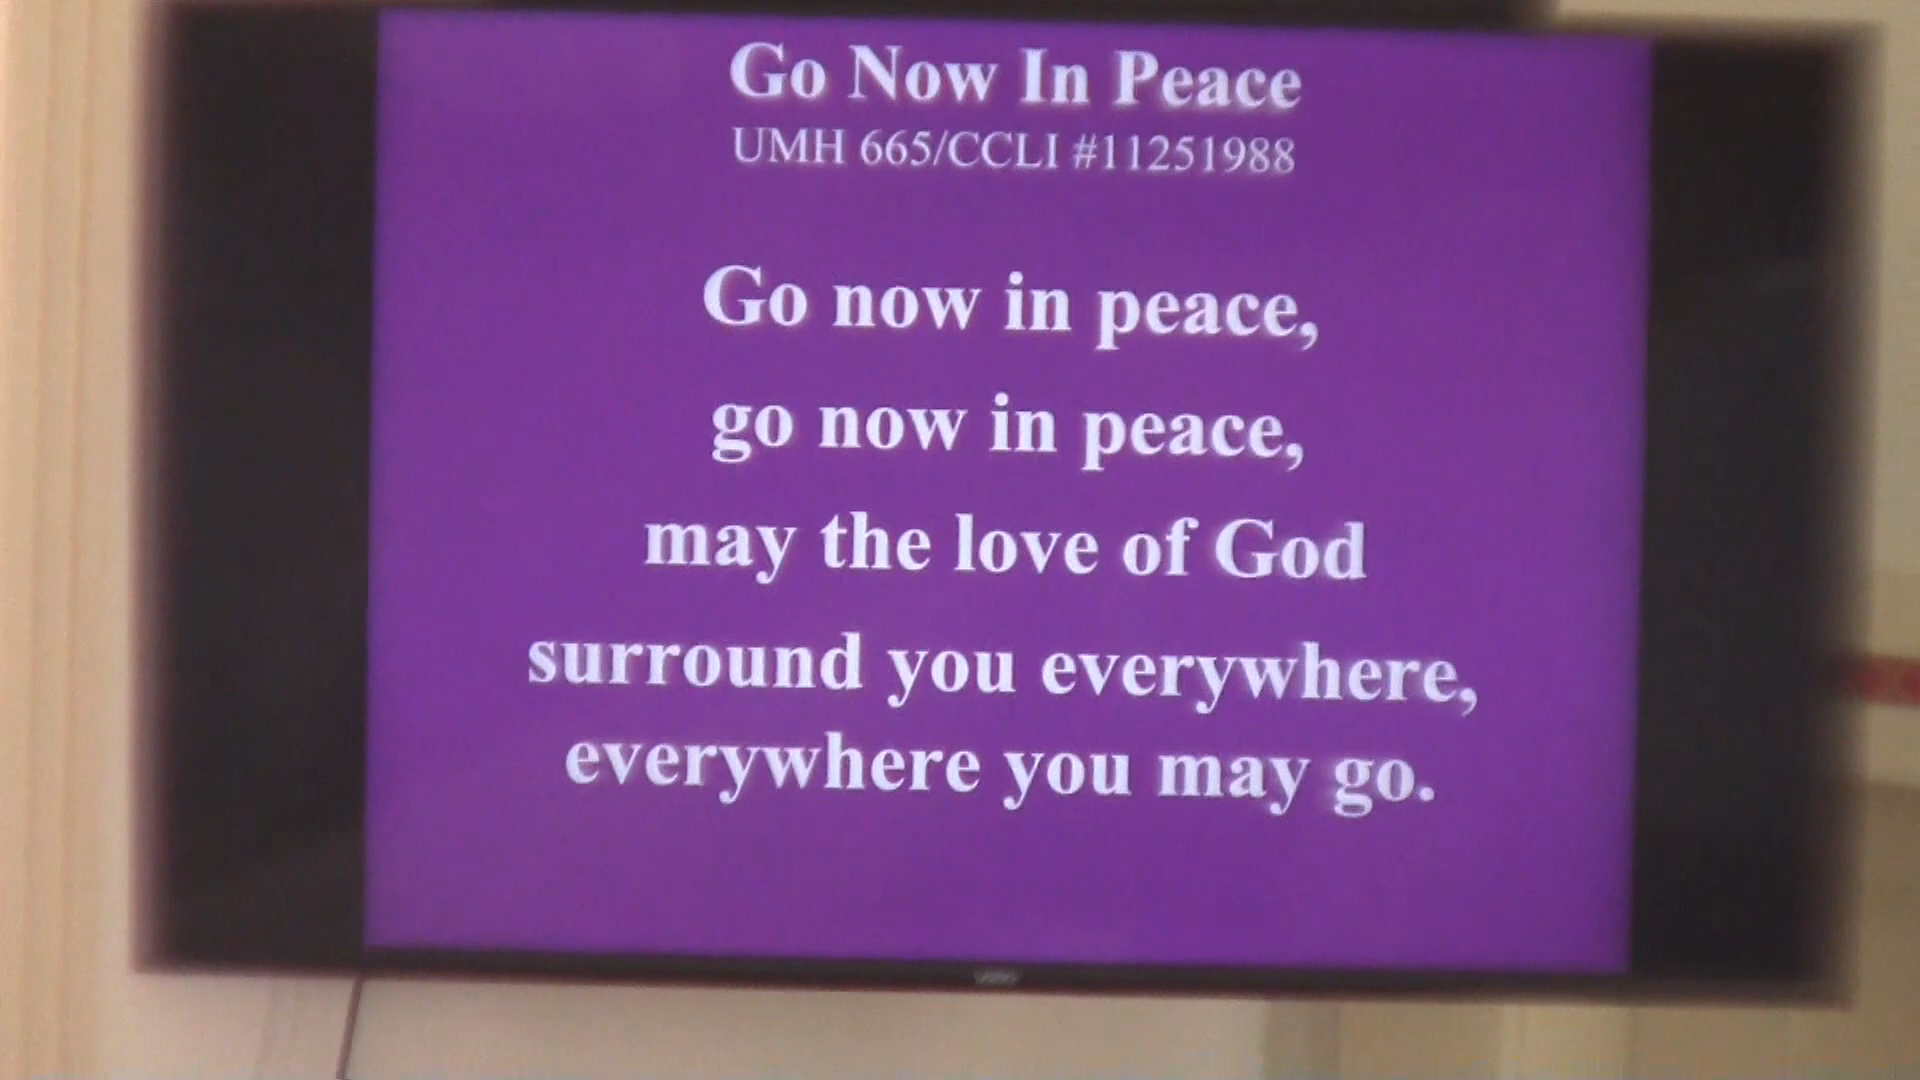 Go Now In Peace
UMH 665/CCLI #11251988
Go now in peace,
go now in peace,
may the love of God
surround you everywhere,
everywhere you may go.